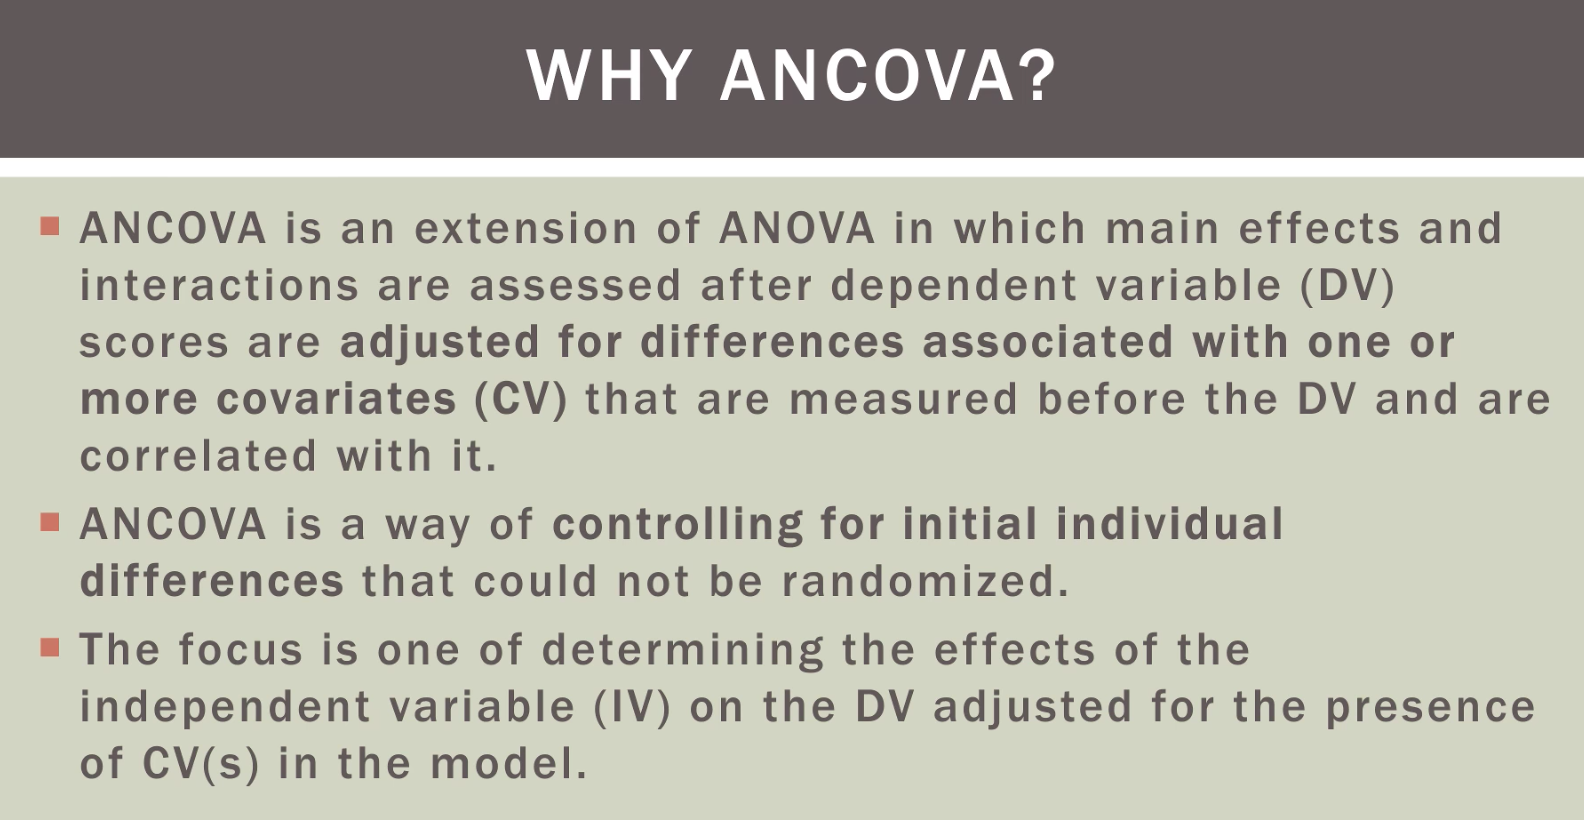 WHY ANCOVA?
ANCOVA is an extension of ANOVA in which main effects and
interactions are assessed after dependent variable (DV)
scores are adjusted for differences associated with one or
more covariates (CV) that are measured before the DV and are
correlated with it.
ANCOVA is a way of controlling for initial individual
differences that could not be randomized.
The focus is one of determining the effects of the
independent variable (IV) on the DV adjusted for the presence
of CV(s) in the model.